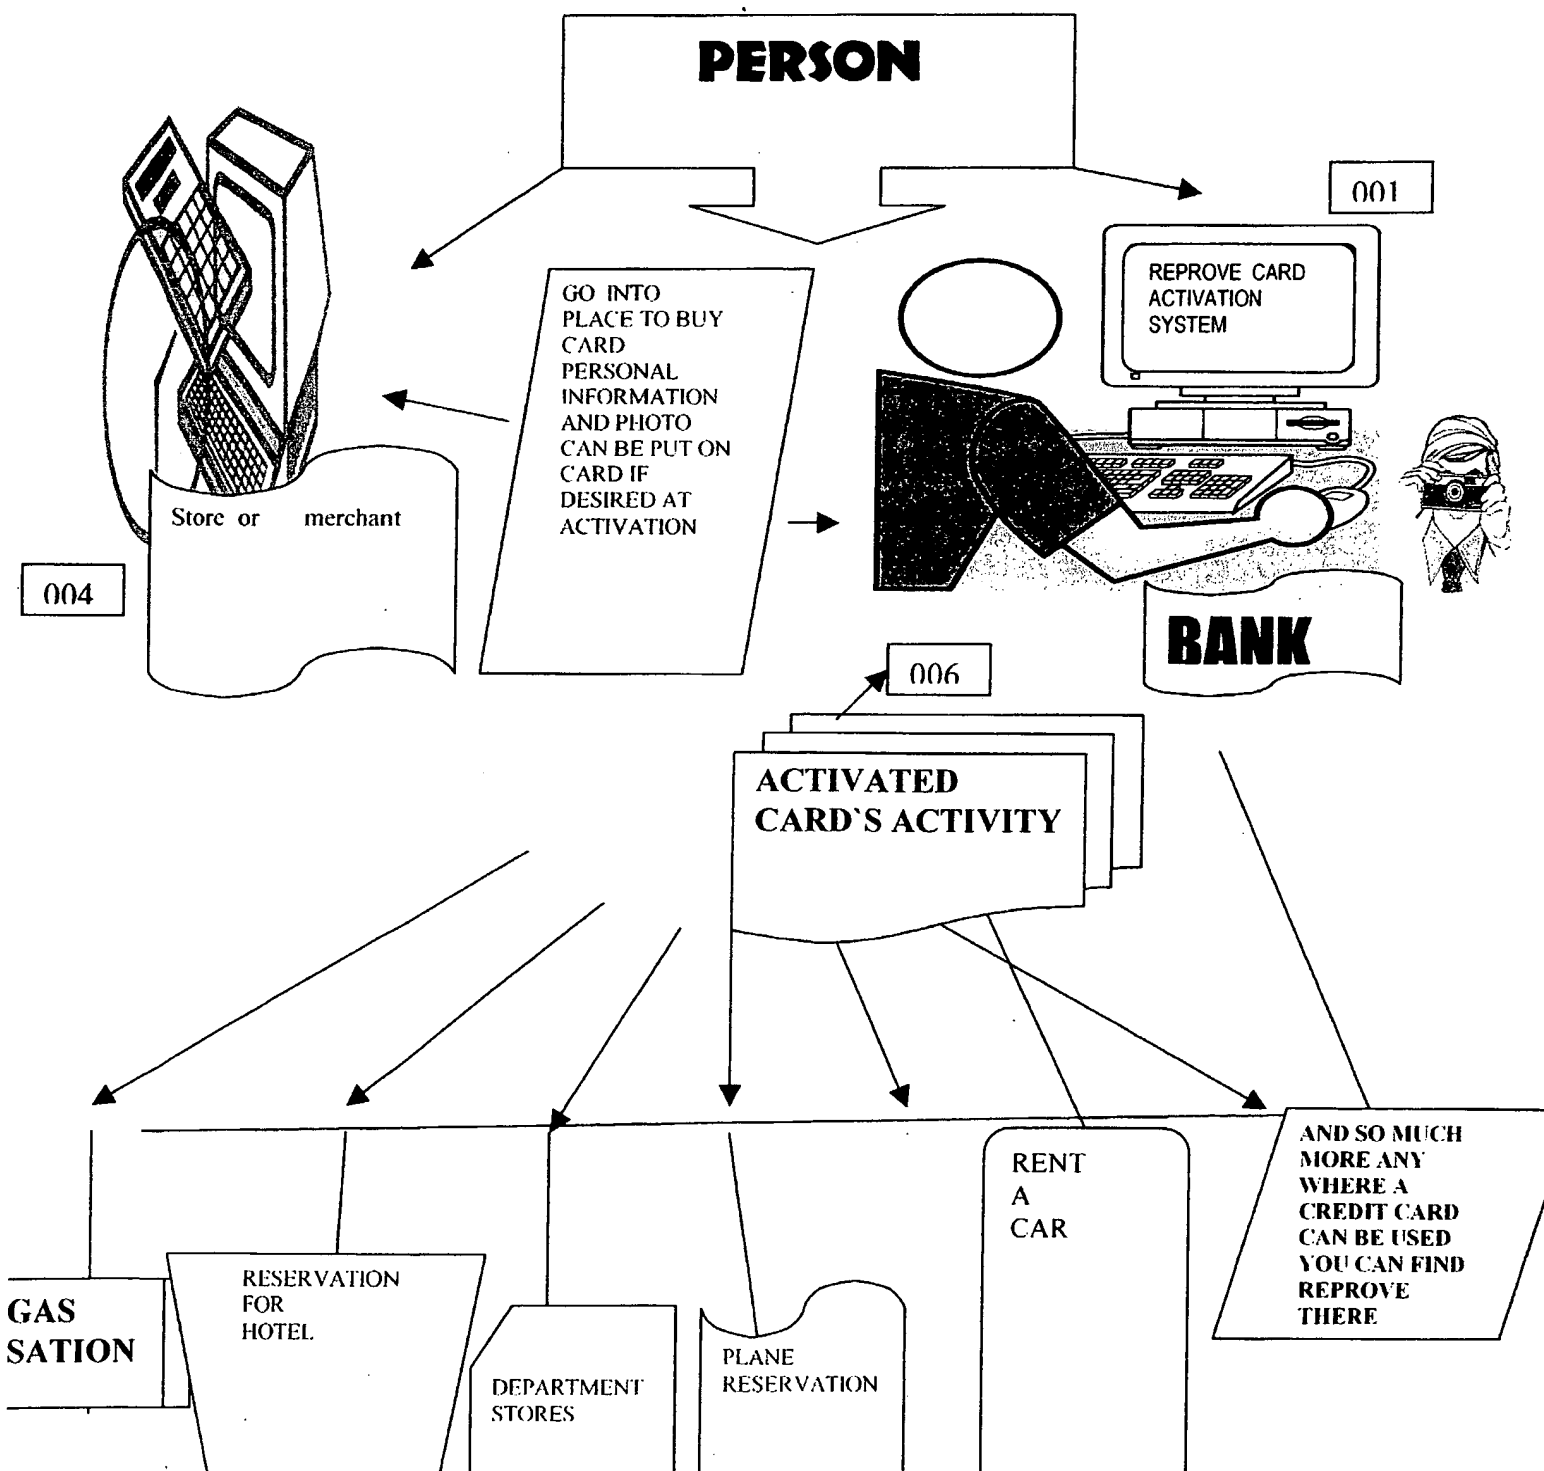 PERSON
001
REPROVE CARD
ACTIVATION
SYSTEM
GO INTO
PLACE TO BUY
CARD
PERSONAL
INFORMATION
AND PHOTO
CAN BE PUT ON
CARD IF
DESIRED AT
ACTIVATION
Store or merchant
004
BANK
006
ACTIVATED
CARD`S ACTIVITY
GAS
SATION
RESERVATION
FOR
HOTEL
DEPARTMENT
STORES
PLANE
RESERVATION
RENT
A
CAR
AND SO MUCH
MORE ANY
WHERE A
CREDIT CARD
CAN BE USED
YOU CAN FIND
REPROVE
THERE